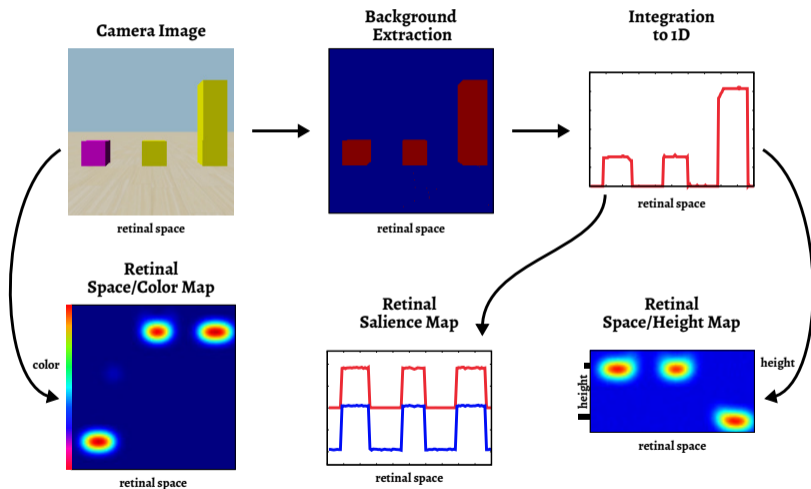 Camera Image
Background
Extraction
Integration
to 1D
retinal space
retinal space
retinal space
Retinal
Space/Color Map
Retinal
Salience Map
Retinal
Space/Height Map
color
height
height
retinal space
retinal space
retinal space